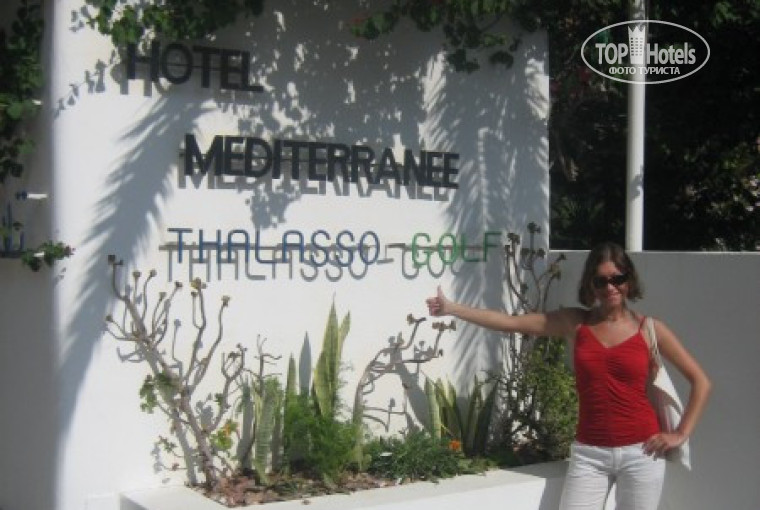 HOTEL
MEDITERRANEE
THALASSO-GOLF
TOP Hotels
ФОТО ТУРИСТА